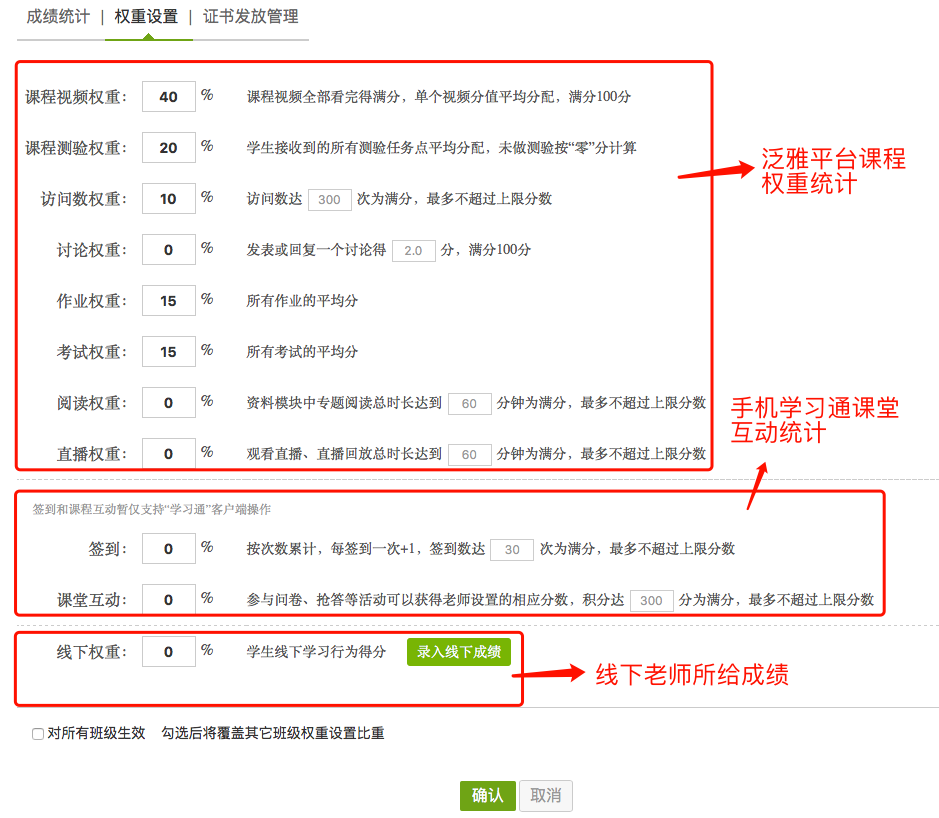 成绩统计 | 权重设置 | 证书发放管理
课程视频权重： 40 % 课程视频全部看完得满分，单个视频分值平均分配，满分100分
课程测验权重： 20 % 学生接收到的所有测验任务点平均分配，未做测验按“零”分计算
泛雅平台课程
权重统计
访问数权重： 10 % 访问数达 300 次为满分，最多不超过上限分数
讨论权重： 0 % 发表或回复一个讨论得 2.0 分，满分100分
作业权重： 15 % 所有作业的平均分
考试权重： 15 % 所有考试的平均分
阅读权重： 0 % 资料模块中专题阅读总时长达到 60 分钟为满分，最多不超过上限分数
手机学习通课堂
互动统计
直播权重： 0 % 观看直播、直播回放总时长达到 60 分钟为满分，最多不超过上限分数
签到和课程互动暂仅支持“学习通”客户端操作
签到： 0 % 按次数累计，每签到一次+1，签到数达 30 次为满分，最多不超过上限分数
课堂互动： 0 % 参与问卷、抢答等活动可以获得老师设置的相应分数，积分达 300 分为满分，最多不超过上限分数
线下权重： 0 % 学生线下学习行为得分 录入线下成绩
线下老师所给成绩
对所有班级生效 勾选后将覆盖其它班级权重设置比重
确认 取消